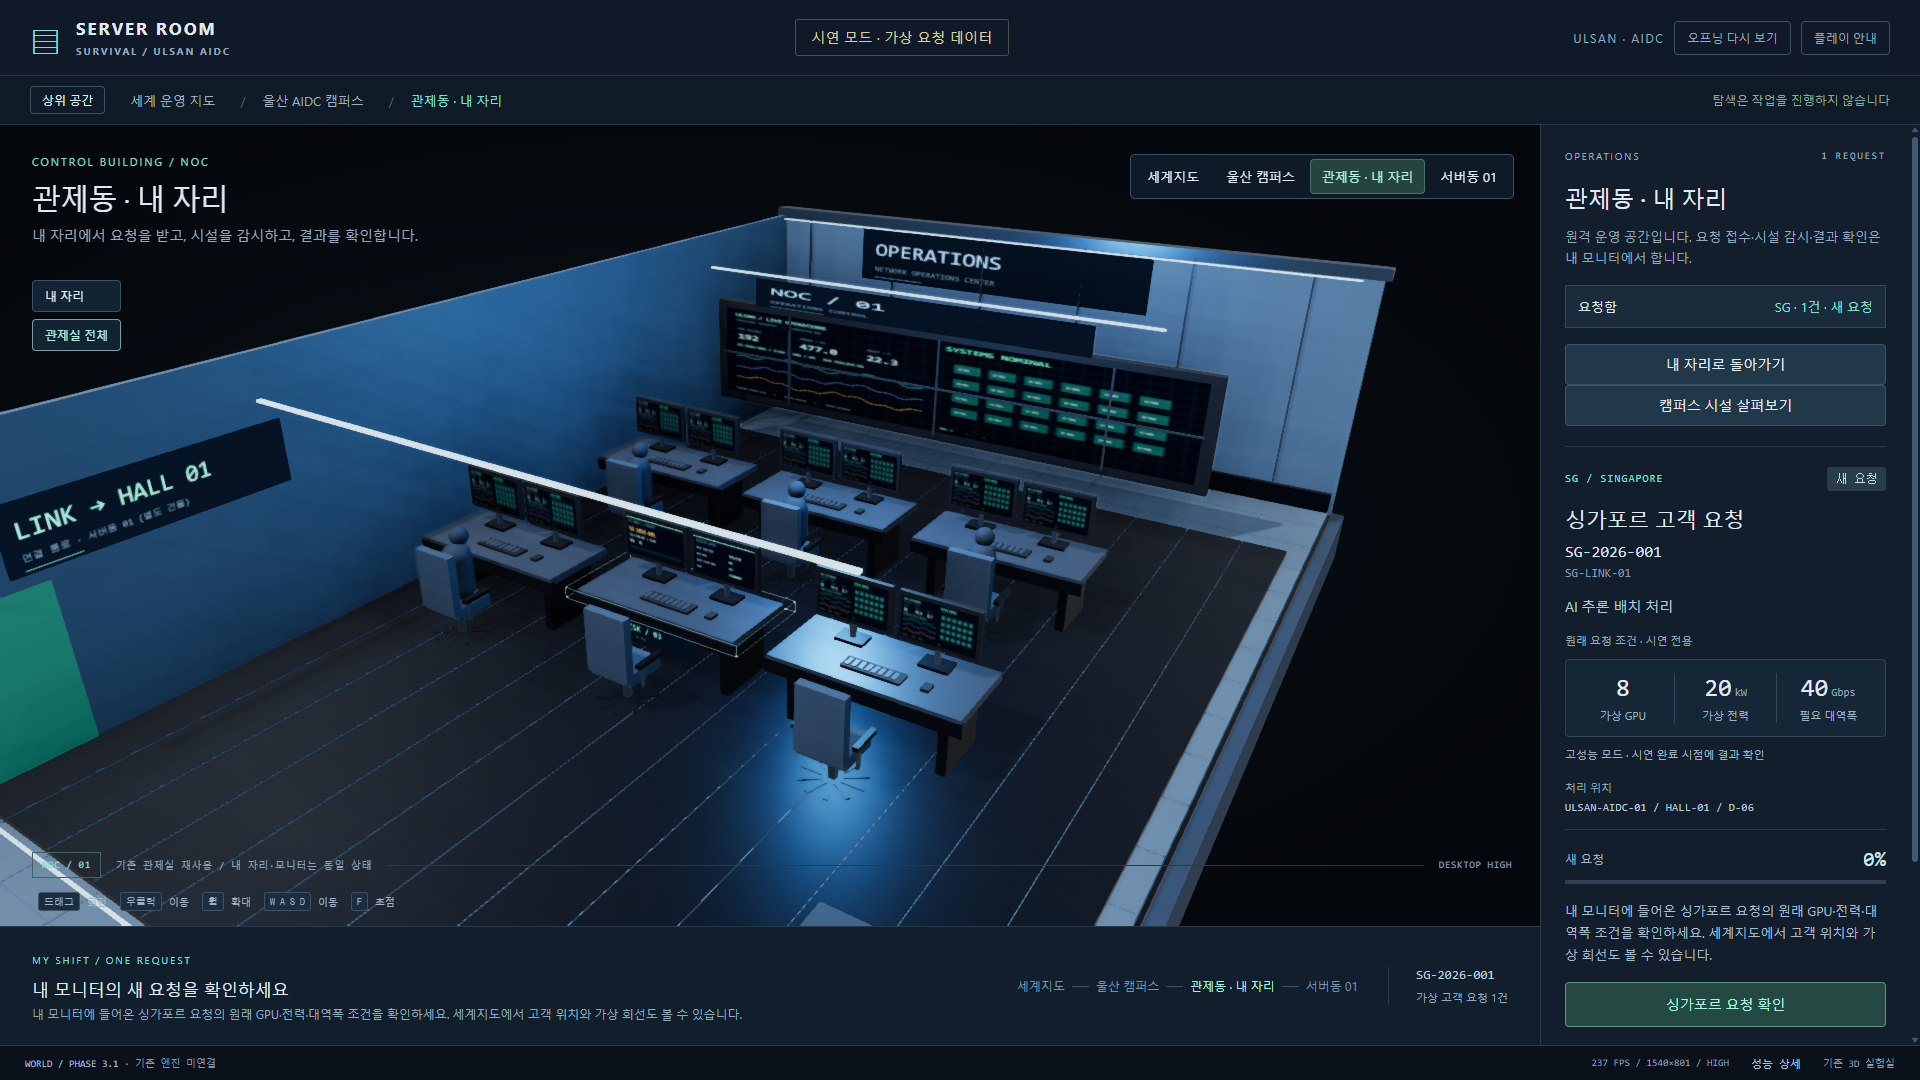 SERVER ROOM
SURVIVAL / ULSAN AIDC
시연 모드 · 가상 요청 데이터
ULSAN · AIDC
오프닝 다시 보기
플레이 안내
상위 공간
세계 운영 지도 / 울산 AIDC 캠퍼스 / 관제동 · 내 자리
탐색은 작업을 진행하지 않습니다
CONTROL BUILDING / NOC
관제동 · 내 자리
내 자리에서 요청을 받고, 시설을 감시하고, 결과를 확인합니다.
세계지도
울산 캠퍼스
관제동 · 내 자리
서버동 01
내 자리
관제실 전체
OPERATIONS
NETWORK OPERATIONS CENTER
NOC / 01
OPERATIONS CONTROL
ULSAN / LIVE OPERATIONS
192
477.8
22.3
SYSTEMS NOMINAL
LINK → HALL 01
연결 통로 · 서버동 01 (별도 건물)
/ 01
기존 관제실 재사용 / 내 자리·모니터는 동일 상태
DESKTOP HIGH
드래그
우클릭 이동
휠 확대
W A S D 이동
F 초점
MY SHIFT / ONE REQUEST
내 모니터의 새 요청을 확인하세요
내 모니터에 들어온 싱가포르 요청의 원래 GPU·전력·대역폭 조건을 확인하세요. 세계지도에서 고객 위치와 가상 회선도 볼 수 있습니다.
세계지도 — 울산 캠퍼스 — 관제동 · 내 자리 — 서버동 01
SG-2026-001
가상 고객 요청 1건
OPERATIONS
1 REQUEST
관제동 · 내 자리
원격 운영 공간입니다. 요청 접수·시설 감시·결과 확인은
내 모니터에서 합니다.
요청함
SG · 1건 · 새 요청
내 자리로 돌아가기
캠퍼스 시설 살펴보기
SG / SINGAPORE
새 요청
싱가포르 고객 요청
SG-2026-001
SG-LINK-01
AI 추론 배치 처리
원래 요청 조건 · 시연 전용
8
가상 GPU
20 kW
가상 전력
40 Gbps
필요 대역폭
고성능 모드 · 시연 완료 시점에 결과 확인
처리 위치
ULSAN-AIDC-01 / HALL-01 / D-06
새 요청
0%
내 모니터에 들어온 싱가포르 요청의 원래 GPU·전력·대
역폭 조건을 확인하세요. 세계지도에서 고객 위치와 가
상 회선도 볼 수 있습니다.
싱가포르 요청 확인
WORLD / PHASE 3.1 · 기존 엔진 미연결
237 FPS / 1540×801 / HIGH
성능 상세
기존 3D 실험실